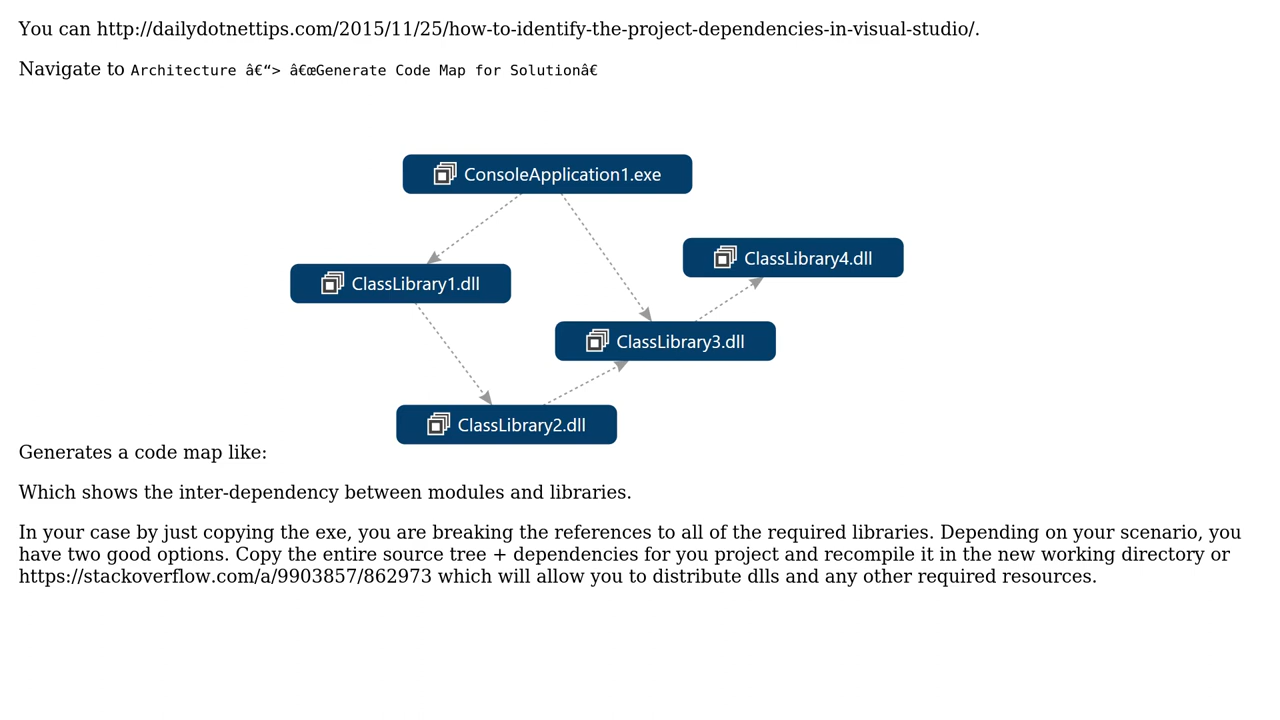 You can http://dailydotnettips.com/2015/11/25/how-to-identify-the-project-dependencies-in-visual-studio/.
Navigate to Architecture â€“> â€œGenerate Code Map for Solutionâ€
ConsoleApplication1.exe
ClassLibrary4.dll
ClassLibrary1.dll
ClassLibrary3.dll
ClassLibrary2.dll
Generates a code map like:
Which shows the inter-dependency between modules and libraries.
In your case by just copying the exe, you are breaking the references to all of the required libraries. Depending on your scenario, you
have two good options. Copy the entire source tree + dependencies for you project and recompile it in the new working directory or
https://stackoverflow.com/a/9903857/862973 which will allow you to distribute dlls and any other required resources.